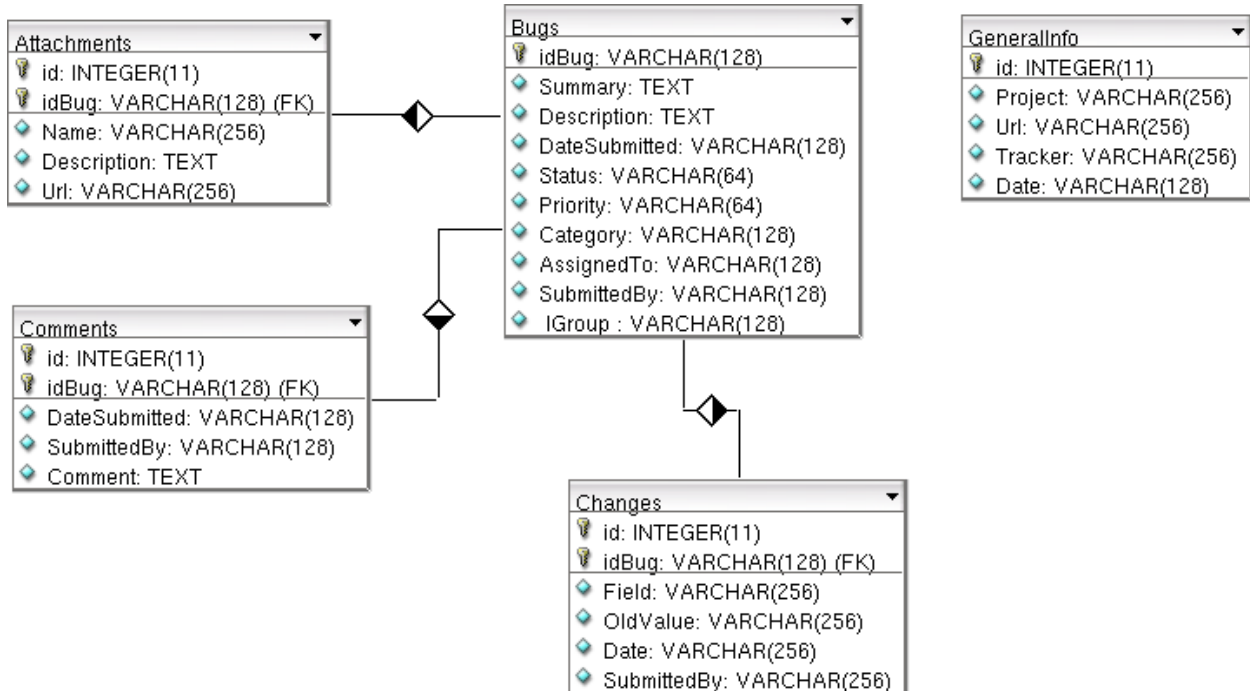 Attachments
id: INTEGER(11)
idBug: VARCHAR(128) (FK)
Name: VARCHAR(256)
Description: TEXT
Url: VARCHAR(256)
Bugs
idBug: VARCHAR(128)
Summary: TEXT
Description: TEXT
DateSubmitted: VARCHAR(128)
Status: VARCHAR(64)
Priority: VARCHAR(64)
Category: VARCHAR(128)
AssignedTo: VARCHAR(128)
SubmittedBy: VARCHAR(128)
IGroup : VARCHAR(128)
GeneralInfo
id: INTEGER(11)
Project: VARCHAR(256)
Url: VARCHAR(256)
Tracker: VARCHAR(256)
Date: VARCHAR(128)
Comments
id: INTEGER(11)
idBug: VARCHAR(128) (FK)
DateSubmitted: VARCHAR(128)
SubmittedBy: VARCHAR(128)
Comment: TEXT
Changes
id: INTEGER(11)
idBug: VARCHAR(128) (FK)
Field: VARCHAR(256)
OldValue: VARCHAR(256)
Date: VARCHAR(256)
SubmittedBy: VARCHAR(256)